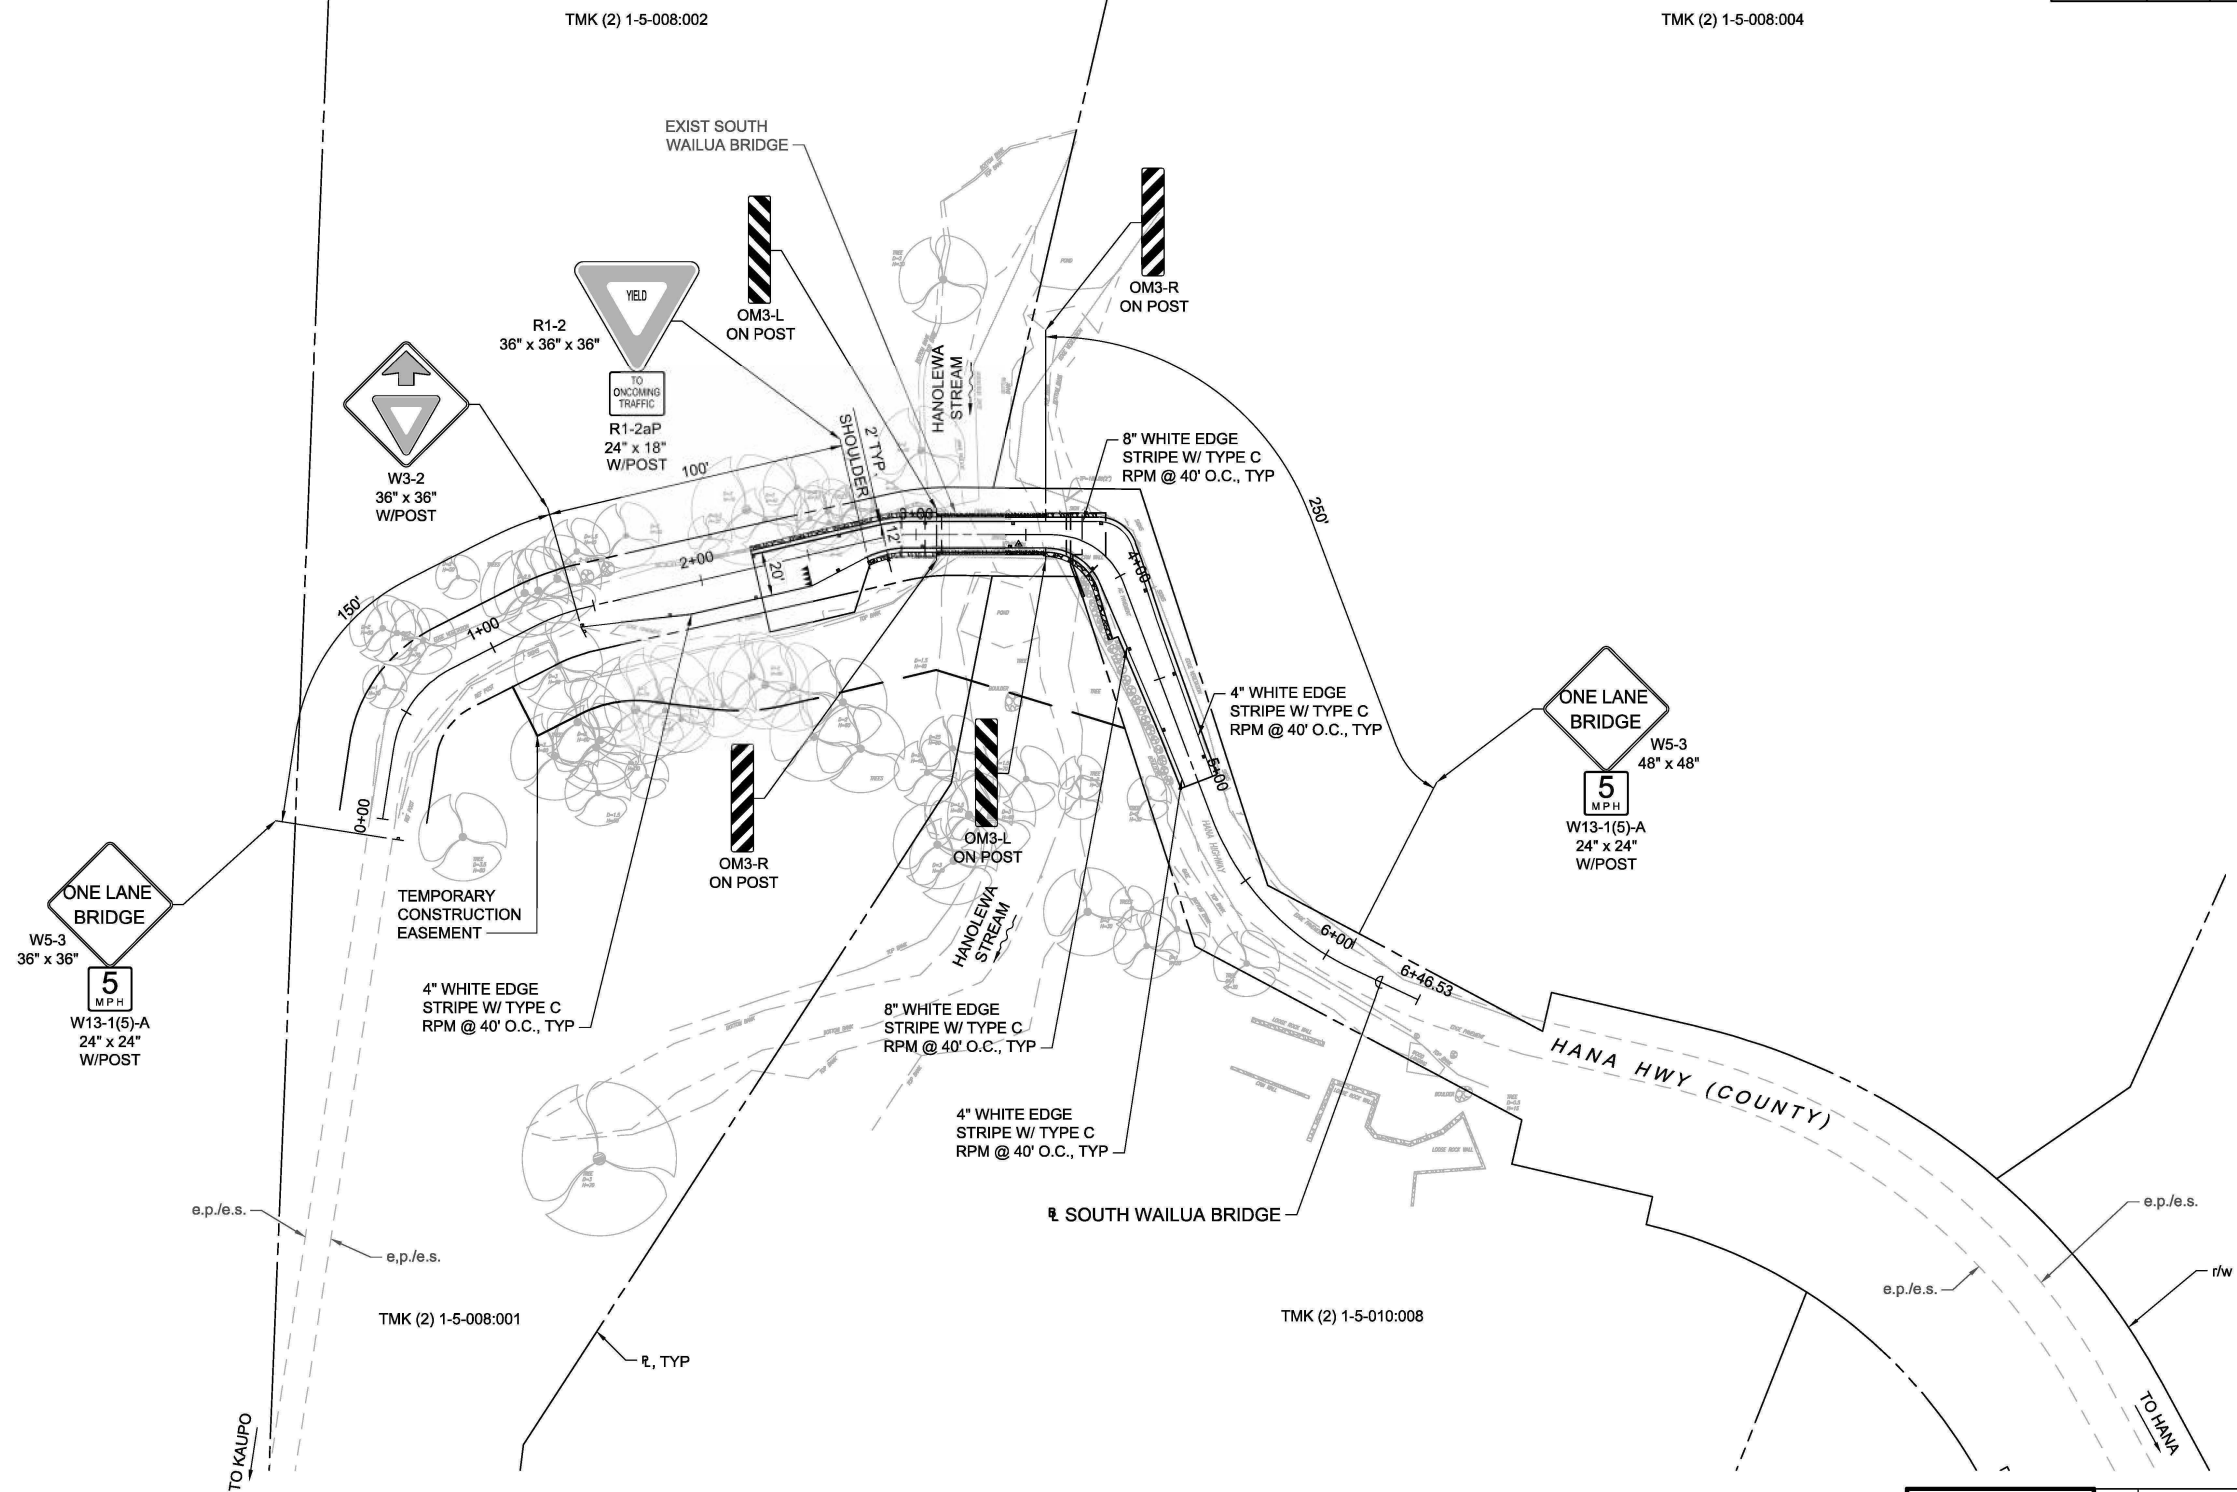 TMK (2) 1-5-008:002
TMK (2) 1-5-008:004
EXIST SOUTH
WAILUA BRIDGE
OM3-L
ON POST
OM3-R
ON POST
YIELD
R1-2
36" x 36" x 36"
TO
ONCOMING
TRAFFIC
R1-2aP
24" x 18"
W/POST
W3-2
36" x 36"
W/POST
HANOLEWA
STREAM
2' TYP.
SHOULDER
100'
150'
250'
8" WHITE EDGE
STRIPE W/ TYPE C
RPM @ 40' O.C., TYP
0+00
1+00
2+00
3+00
4+00
5+00
6+00
6+46.53
12'
20'
4" WHITE EDGE
STRIPE W/ TYPE C
RPM @ 40' O.C., TYP
ONE LANE
BRIDGE
W5-3
48" x 48"
5
MPH
W13-1(5)-A
24" x 24"
W/POST
ONE LANE
BRIDGE
W5-3
36" x 36"
5
MPH
W13-1(5)-A
24" x 24"
W/POST
OM3-R
ON POST
OM3-L
ON POST
TEMPORARY
CONSTRUCTION
EASEMENT
HANOLEWA
STREAM
HANA HIGHWAY
4" WHITE EDGE
STRIPE W/ TYPE C
RPM @ 40' O.C., TYP
8" WHITE EDGE
STRIPE W/ TYPE C
RPM @ 40' O.C., TYP
4" WHITE EDGE
STRIPE W/ TYPE C
RPM @ 40' O.C., TYP
HANA HWY (COUNTY)
SOUTH WAILUA BRIDGE
e.p./e.s.
e.p./e.s.
e.p./e.s.
e.p./e.s.
r/w
TMK (2) 1-5-008:001
TMK (2) 1-5-010:008
℄, TYP
TO KAUPO
TO HANA